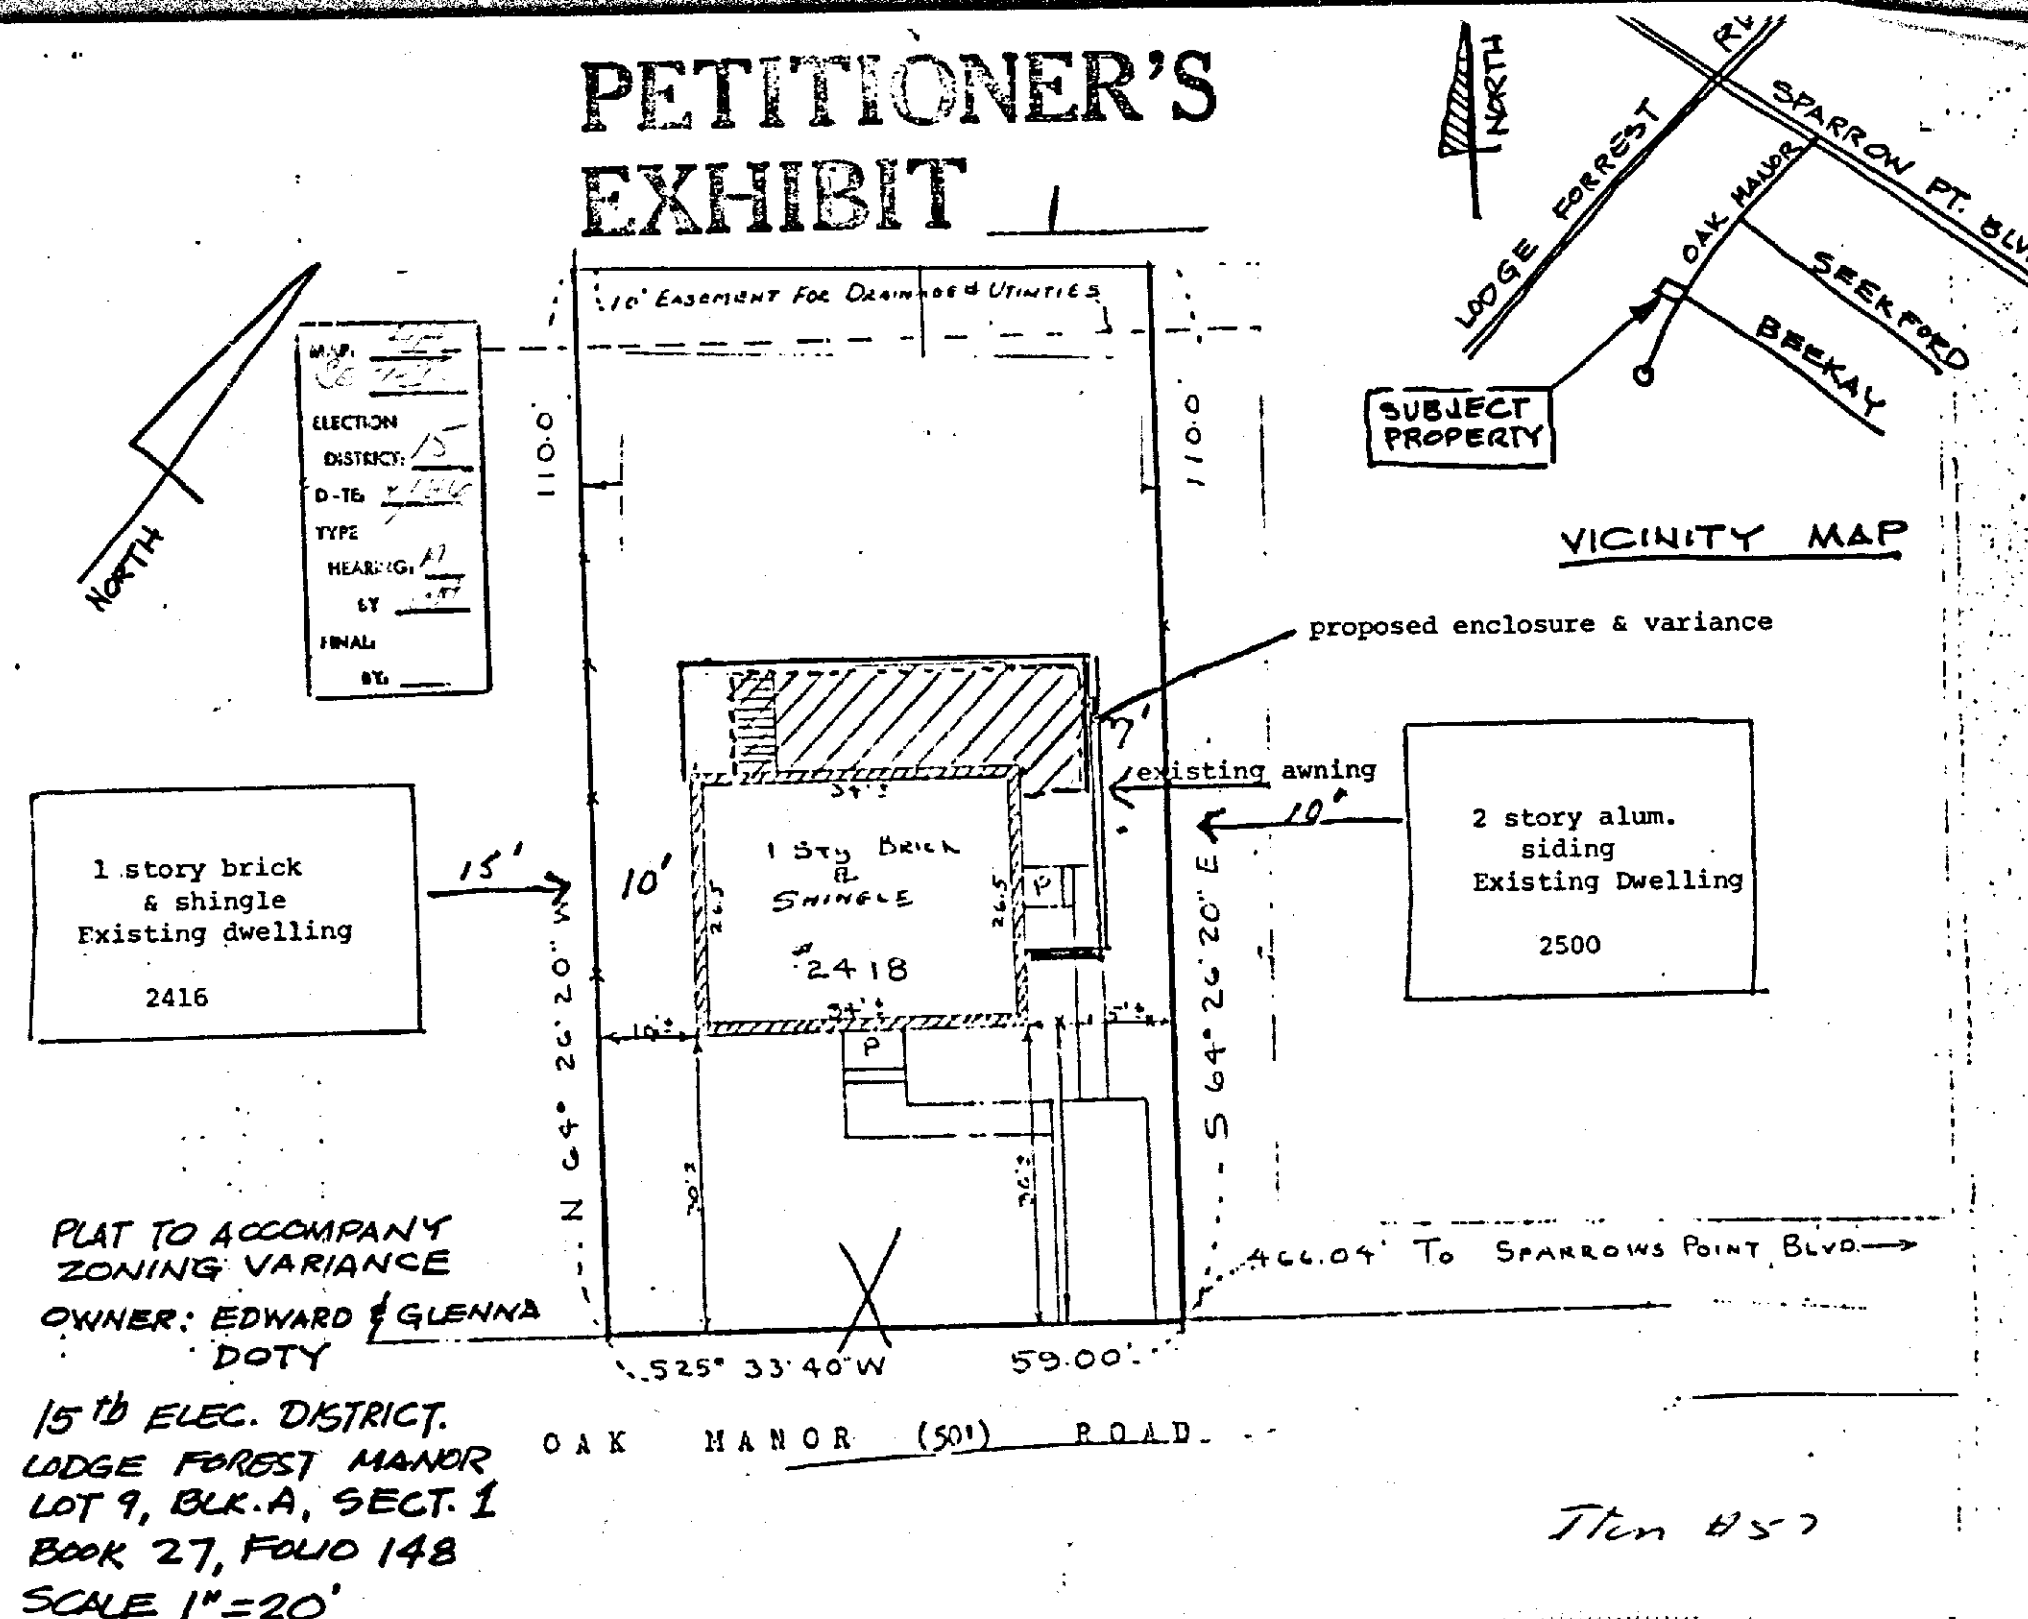 PETITIONER'S
EXHIBIT 1
NORTH
LODGE FORREST
SPARROW PT. BLV
OAK MANOR
SEEKFORD
BEEKAY
SUBJECT
PROPERTY
VICINITY MAP
NORTH
MAP:
ELECTION
DISTRICT: 15
D-TE:
TYPE
HEARING:
BY
FINAL:
BY:
10' EASEMENT FOR DRAINAGE & UTILITIES
110.0
110.0
proposed enclosure & variance
7'
existing awning
10'
34'±
1 STY BRICK
&
SHINGLE
#2418
34'±
26.5
26.5
P
P
1 story brick
& shingle
Existing dwelling
2416
15'
10'
2 story alum.
siding
Existing Dwelling
2500
10'±
N 64° 26' 20" W
S 64° 26' 20" E
466.04' TO SPARROWS POINT BLVD.
S25° 33' 40" W
59.00'
OAK MANOR (50') ROAD
PLAT TO ACCOMPANY
ZONING VARIANCE
OWNER: EDWARD & GLENNA
DOTY
15th ELEC. DISTRICT.
LODGE FOREST MANOR
LOT 9, BLK. A, SECT. 1
BOOK 27, FOLIO 148
SCALE 1"=20'
Item